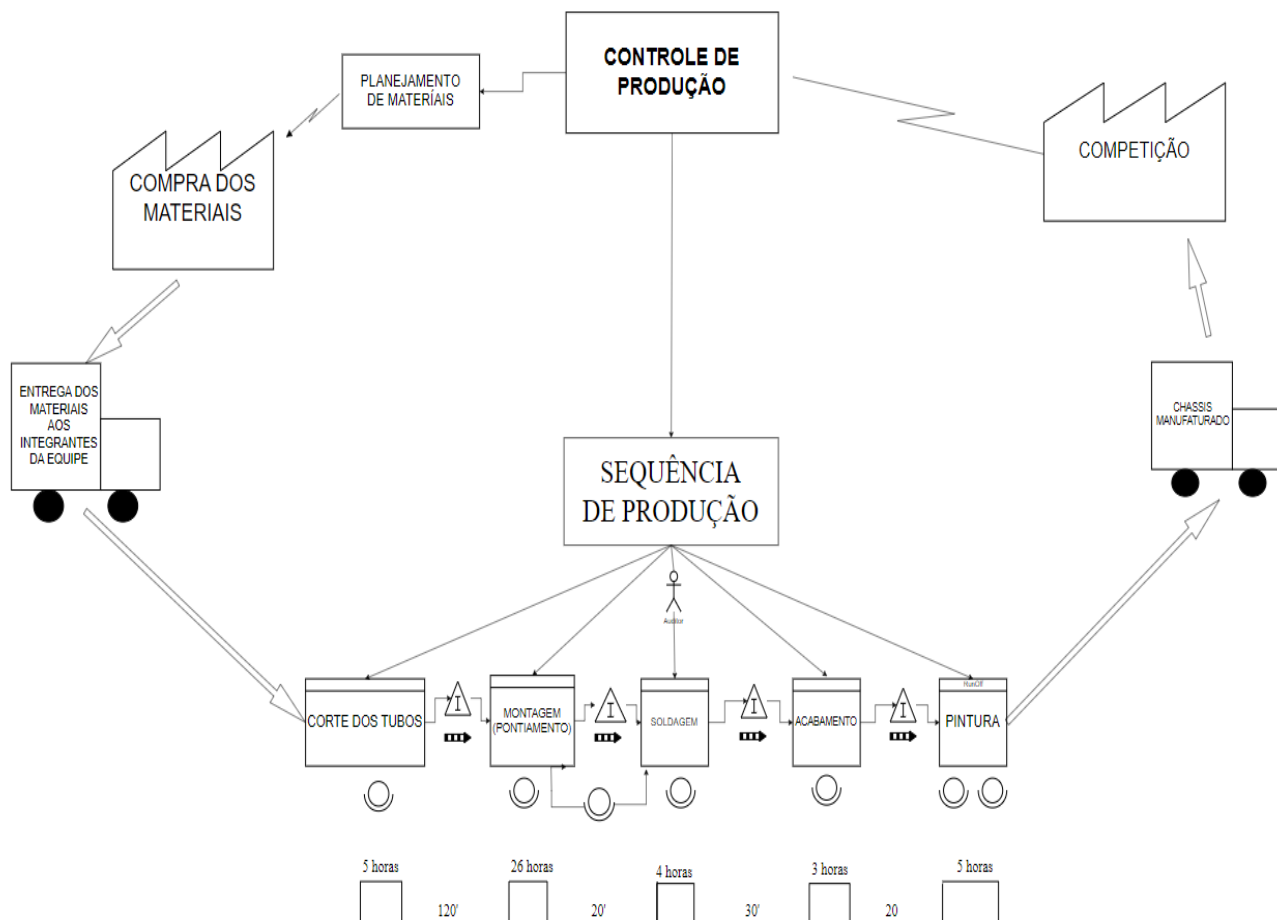 CONTROLE DE
PRODUÇÃO
PLANEJAMENTO
DE MATERÍAIS
COMPRA DOS
MATERIAIS
COMPETIÇÃO
ENTREGA DOS
MATERIAIS
AOS
INTEGRANTES
DA EQUIPE
CHASSIS
MANUFATURADO
SEQUÊNCIA
DE PRODUÇÃO
Auditor
CORTE DOS TUBOS
I
MONTAGEM
(PONTIAMENTO)
I
SOLDAGEM
I
ACABAMENTO
I
RunOff
PINTURA
5 horas
26 horas
4 horas
3 horas
5 horas
120'
20'
30'
20